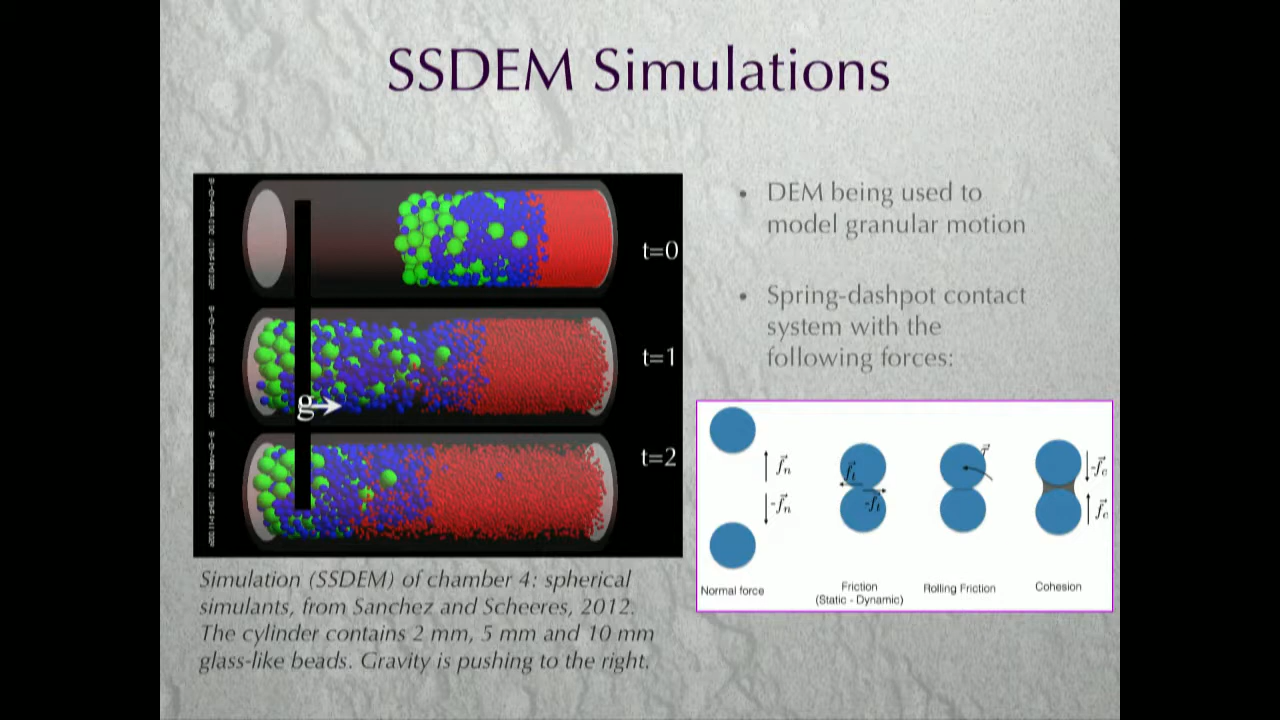 SSDEM Simulations
t=0
t=1
g
t=2
Simulation (SSDEM) of chamber 4: spherical
simulants, from Sanchez and Scheeres, 2012.
The cylinder contains 2 mm, 5 mm and 10 mm
glass-like beads. Gravity is pushing to the right.
• DEM being used to
model granular motion
• Spring-dashpot contact
system with the
following forces:
f⃗n
-f⃗n
f⃗t
-f⃗t
-f⃗c
f⃗c
Normal force
Friction
(Static - Dynamic)
Rolling Friction
Cohesion